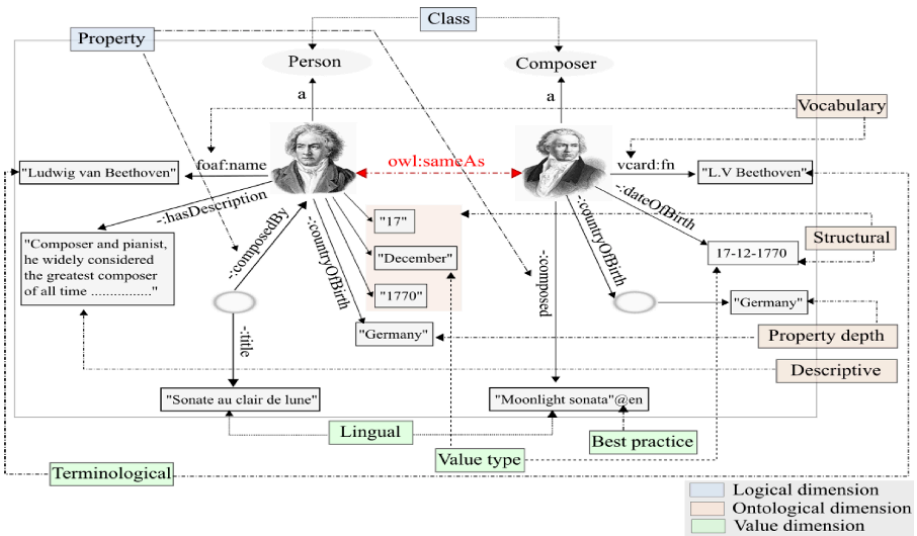 Class
Property
Person
Composer
a
a
Vocabulary
foaf:name
owl:sameAs
vcard:fn
"Ludwig van Beethoven"
"L.V Beethoven"
-:hasDescription
-:dateOfBirth
"17"
-:composedBy
-:countryOfBirth
-:countryOfBirth
Structural
"Composer and pianist,
he widely considered
the greatest composer
of all time ................"
"December"
17-12-1770
-:composed
"1770"
"Germany"
-:title
"Germany"
Property depth
Descriptive
"Sonate au clair de lune"
"Moonlight sonata"@en
Lingual
Best practice
Value type
Terminological
Logical dimension
Ontological dimension
Value dimension